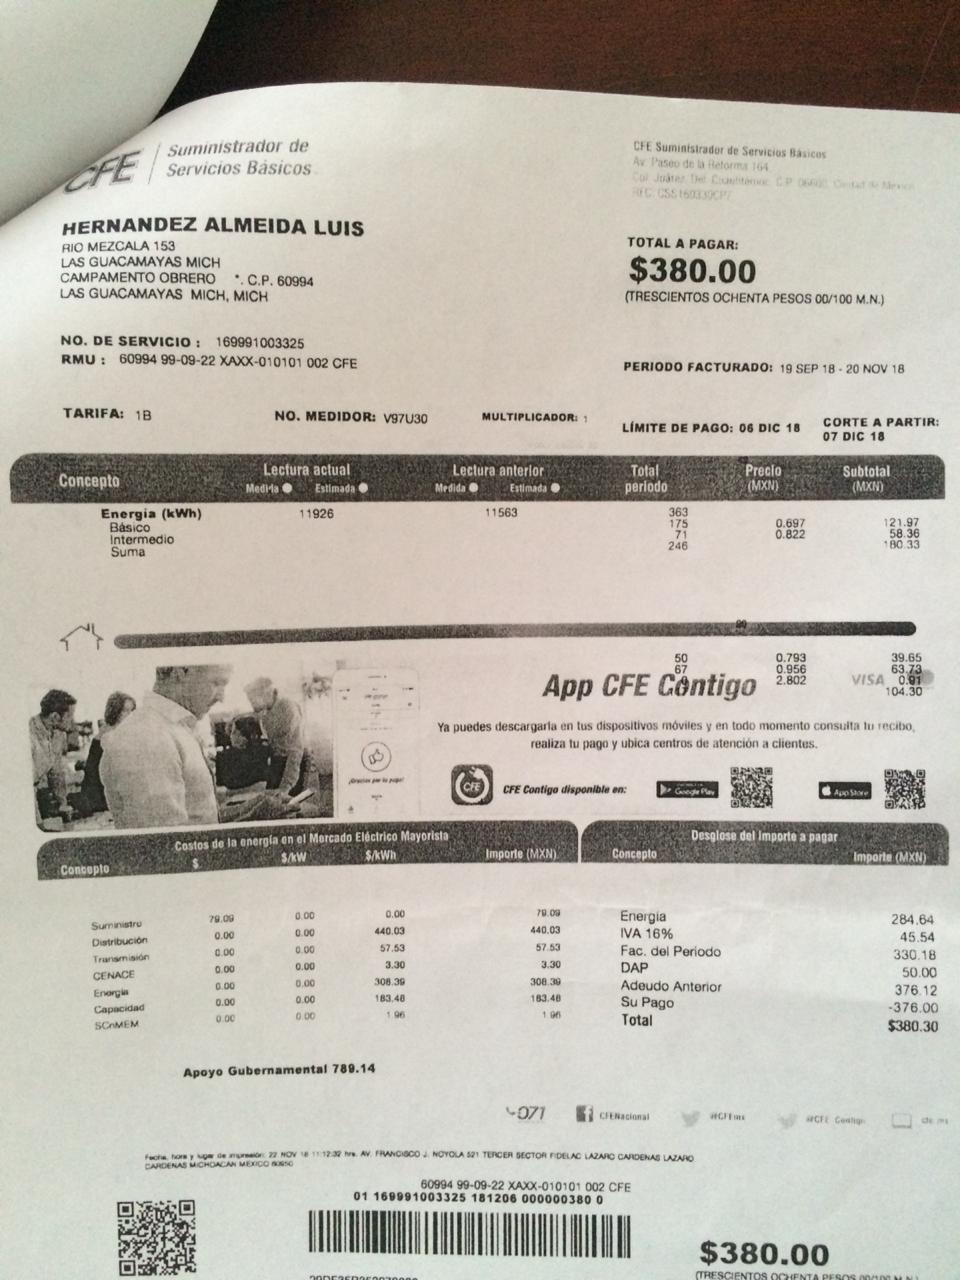 CFE
Suministrador de
Servicios Básicos
CFE Suministrador de Servicios Básicos
Av. Paseo de la Reforma 164
Col. Juárez, Del. Cuauhtémoc, C.P. 06600, Ciudad de México
HERNANDEZ ALMEIDA LUIS
RIO MEZCALA 153
LAS GUACAMAYAS MICH
CAMPAMENTO OBRERO *. C.P. 60994
LAS GUACAMAYAS MICH, MICH
TOTAL A PAGAR:
$380.00
(TRESCIENTOS OCHENTA PESOS 00/100 M.N.)
NO. DE SERVICIO : 169991003325
RMU : 60994 99-09-22 XAXX-010101 002 CFE
PERIODO FACTURADO: 19 SEP 18 - 20 NOV 18
TARIFA: 1B NO. MEDIDOR: V97U30 MULTIPLICADOR: 1
LÍMITE DE PAGO: 06 DIC 18
CORTE A PARTIR:
07 DIC 18
Concepto Lectura actual Lectura anterior Total periodo Precio (MXN) Subtotal (MXN)
Medida Estimada Medida Estimada
Energía (kWh) 11926 11563 363
Básico 175 0.697 121.97
Intermedio 71 0.822 58.36
Suma 246 180.33
50 0.793 39.65
67 0.956 63.73
2.802 0.91
104.30
App CFE Contigo
VISA
Ya puedes descargarla en tus dispositivos móviles y en todo momento consulta tu recibo,
realiza tu pago y ubica centros de atención a clientes.
¡Gracias por tu pago!
CFE
CFE Contigo disponible en:
Google Play
App Store
Costos de la energía en el Mercado Eléctrico Mayorista
Concepto $ $/kW $/kWh Importe (MXN)
Suministro 79.09 0.00 0.00 79.09
Distribución 0.00 0.00 440.03 440.03
Transmisión 0.00 0.00 57.53 57.53
CENACE 0.00 0.00 3.30 3.30
Energía 0.00 0.00 308.39 308.39
Capacidad 0.00 0.00 183.48 183.48
SCnMEM 0.00 0.00 1.96 1.96
Apoyo Gubernamental 789.14
Desglose del importe a pagar
Concepto Importe (MXN)
Energía 284.64
IVA 16% 45.54
Fac. del Periodo 330.18
DAP 50.00
Adeudo Anterior 376.12
Su Pago -376.00
Total $380.30
071
CFENacional
@CFEmx
@CFE_Contigo
cfe.mx
Fecha, hora y lugar de impresión: 22 NOV 18 11:12:32 hrs. AV. FRANCISCO J. NOYOLA 521 TERCER SECTOR FIDELAC LAZARO CARDENAS LAZARO
CARDENAS MICHOACAN MEXICO 60950
60994 99-09-22 XAXX-010101 002 CFE
01 169991003325 181206 000000380 0
$380.00
(TRESCIENTOS OCHENTA PESOS 00/100 M.N.)